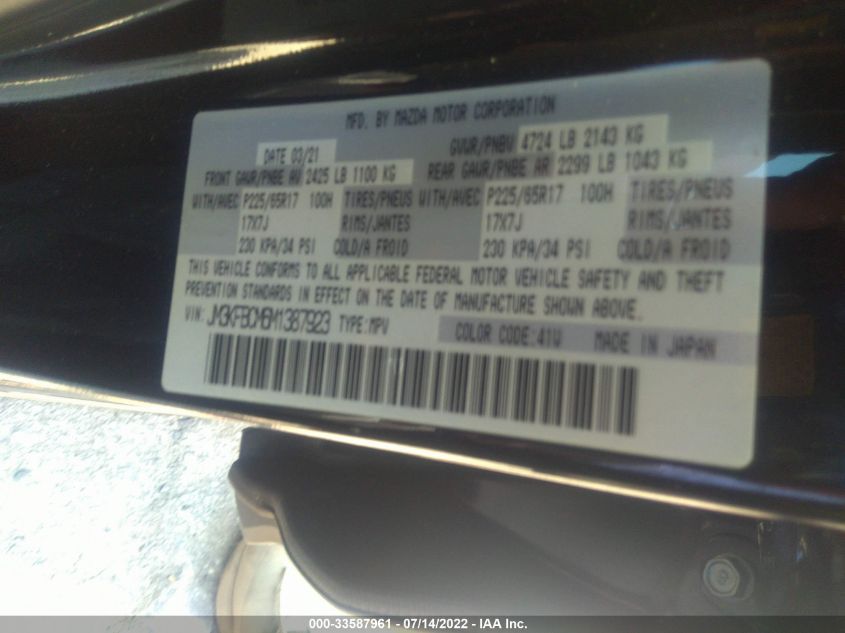 MFD. BY MAZDA MOTOR CORPORATION
DATE 03/21 GVWR/PNBV 4724 LB 2143 KG
FRONT GAWR/PNBE AV 2425 LB 1100 KG REAR GAWR/PNBE AR 2299 LB 1043 KG
WITH/AVEC P225/65R17 100H TIRES/PNEUS WITH/AVEC P225/65R17 100H TIRES/PNEUS
17X7J RIMS/JANTES 17X7J RIMS/JANTES
230 KPA/34 PSI COLD/A FROID 230 KPA/34 PSI COLD/A FROID
THIS VEHICLE CONFORMS TO ALL APPLICABLE FEDERAL MOTOR VEHICLE SAFETY AND THEFT
PREVENTION STANDARDS IN EFFECT ON THE DATE OF MANUFACTURE SHOWN ABOVE.
VIN: JM3KFBCM6M1387923 TYPE:MPV COLOR CODE:41W MADE IN JAPAN
000-33587961 - 07/14/2022 - IAA Inc.